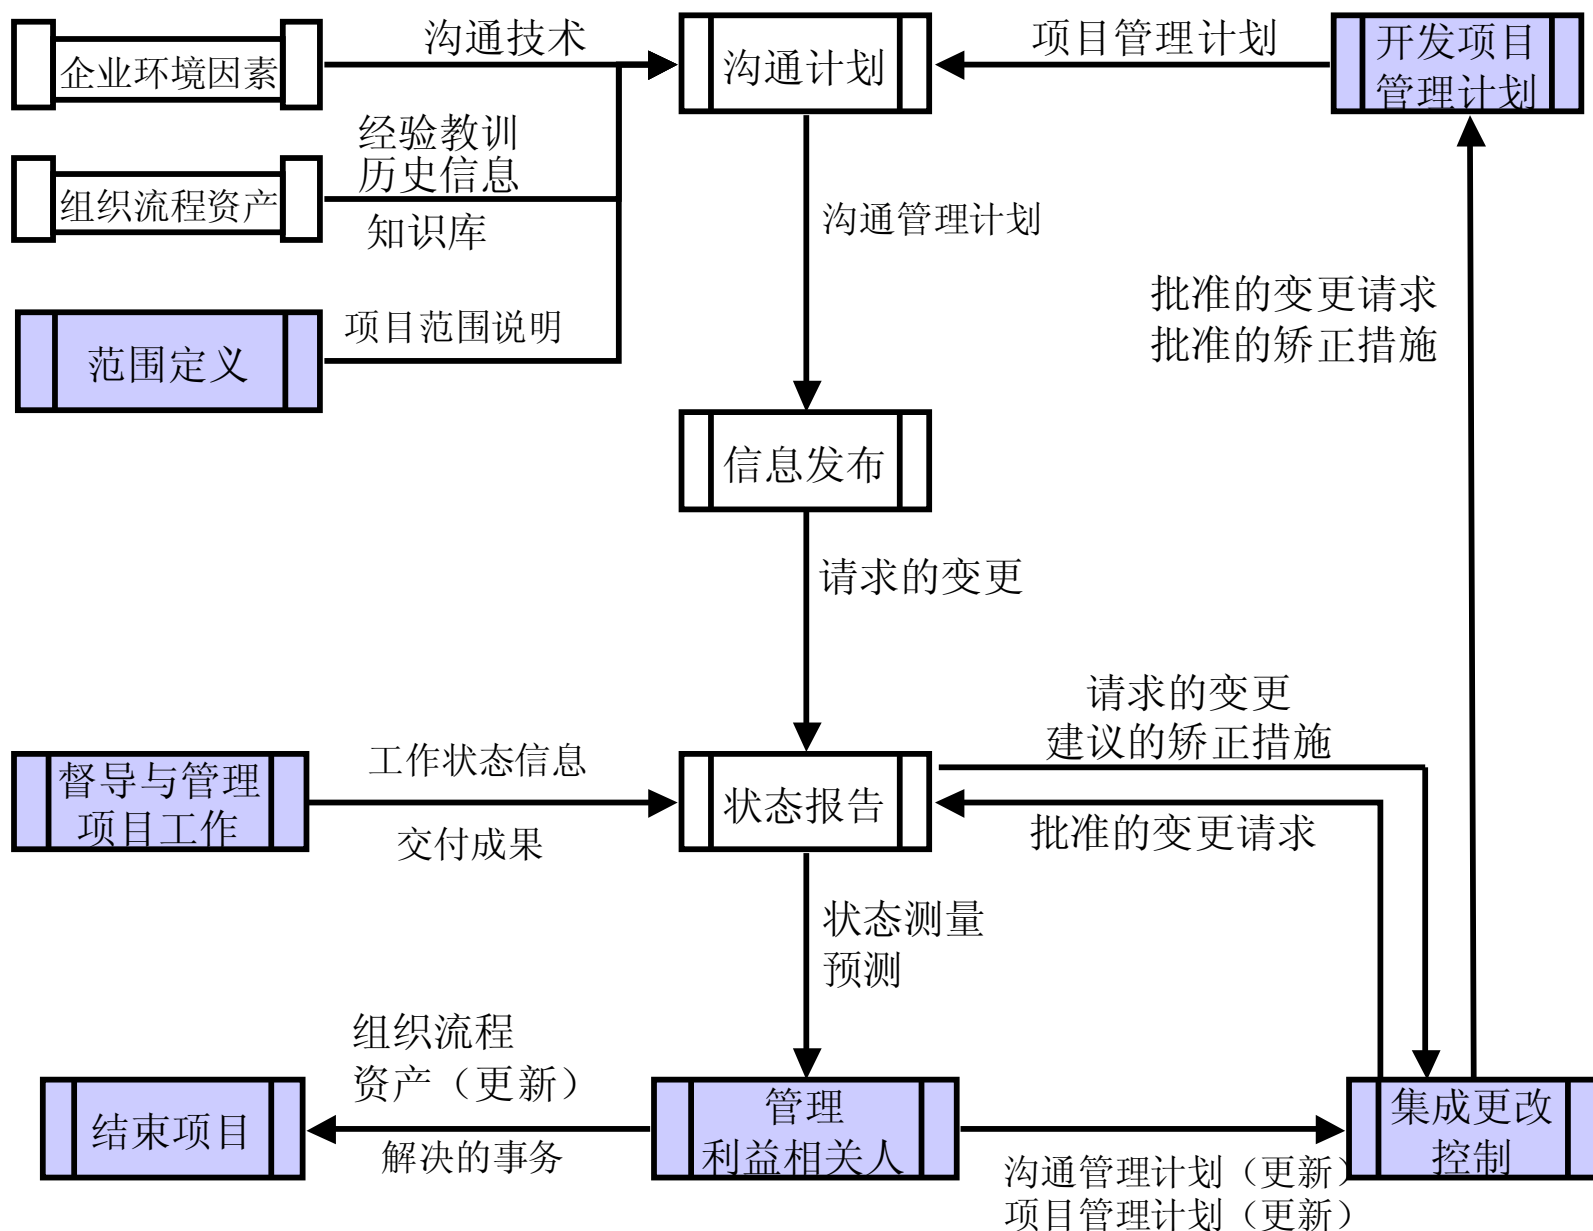 企业环境因素
沟通技术
沟通计划
项目管理计划
开发项目
管理计划
经验教训
历史信息
组织流程资产
知识库
沟通管理计划
批准的变更请求
批准的矫正措施
项目范围说明
范围定义
信息发布
请求的变更
请求的变更
建议的矫正措施
督导与管理
项目工作
工作状态信息
交付成果
状态报告
批准的变更请求
状态测量
预测
组织流程
资产（更新）
结束项目
解决的事务
管理
利益相关人
集成更改
控制
沟通管理计划（更新）
项目管理计划（更新）